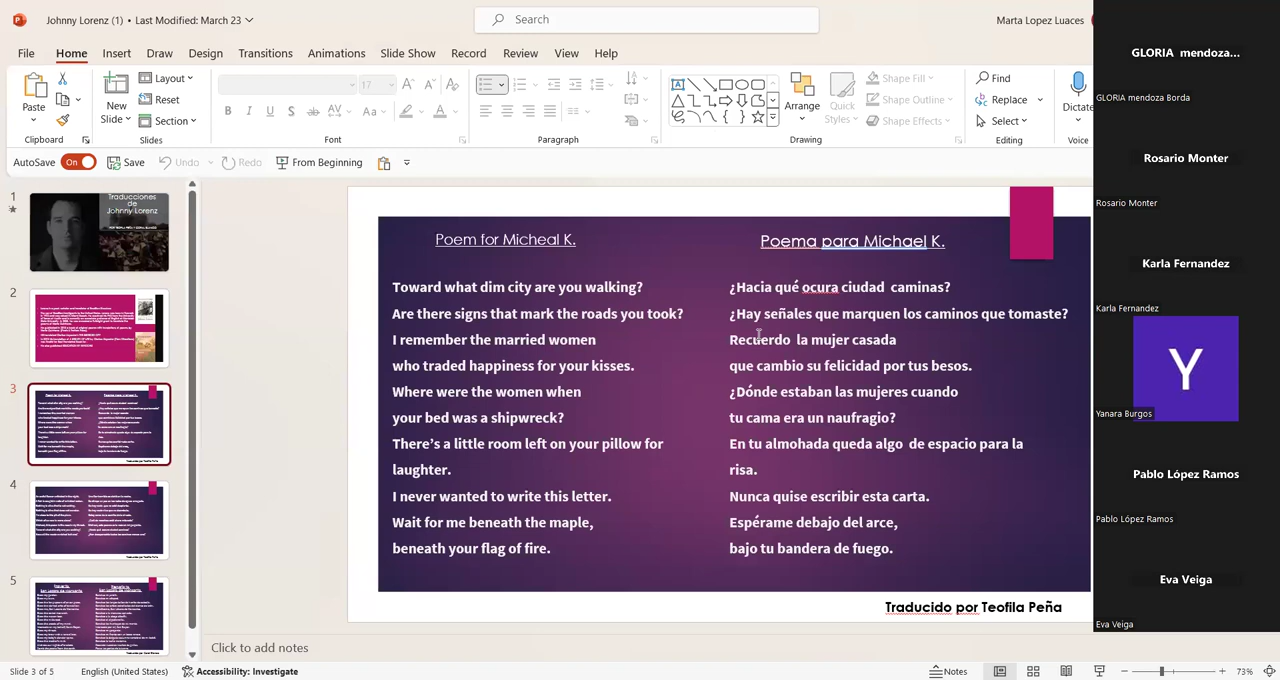 Johnny Lorenz (1) • Last Modified: March 23
Search
Marta Lopez Luaces
File Home Insert Draw Design Transitions Animations Slide Show Record Review View Help
Paste
New Slide
Layout
Reset
Section
17
Arrange
Quick Styles
Shape Fill
Shape Outline
Shape Effects
Find
Replace
Select
Dictate
Clipboard Slides Font Paragraph Drawing Editing Voice
AutoSave On Save Undo Redo From Beginning
1
Traducciones
de
Johnny Lorenz
2
3
4
5
Poem for Micheal K.
Toward what dim city are you walking?
Are there signs that mark the roads you took?
I remember the married women
who traded happiness for your kisses.
Where were the women when
your bed was a shipwreck?
There's a little room left on your pillow for
laughter.
I never wanted to write this letter.
Wait for me beneath the maple,
beneath your flag of fire.
Poema para Michael K.
¿Hacia qué ocura ciudad caminas?
¿Hay señales que marquen los caminos que tomaste?
Recuerdo la mujer casada
que cambio su felicidad por tus besos.
¿Dónde estaban las mujeres cuando
tu cama era un naufragio?
En tu almohada queda algo de espacio para la
risa.
Nunca quise escribir esta carta.
Espérame debajo del arce,
bajo tu bandera de fuego.
Traducido por Teofila Peña
Click to add notes
Slide 3 of 5 English (United States) Accessibility: Investigate Notes 73%
GLORIA mendoza...
GLORIA mendoza Borda
Rosario Monter
Rosario Monter
Karla Fernandez
Karla Fernandez
Y
Yanara Burgos
Pablo López Ramos
Pablo López Ramos
Eva Veiga
Eva Veiga